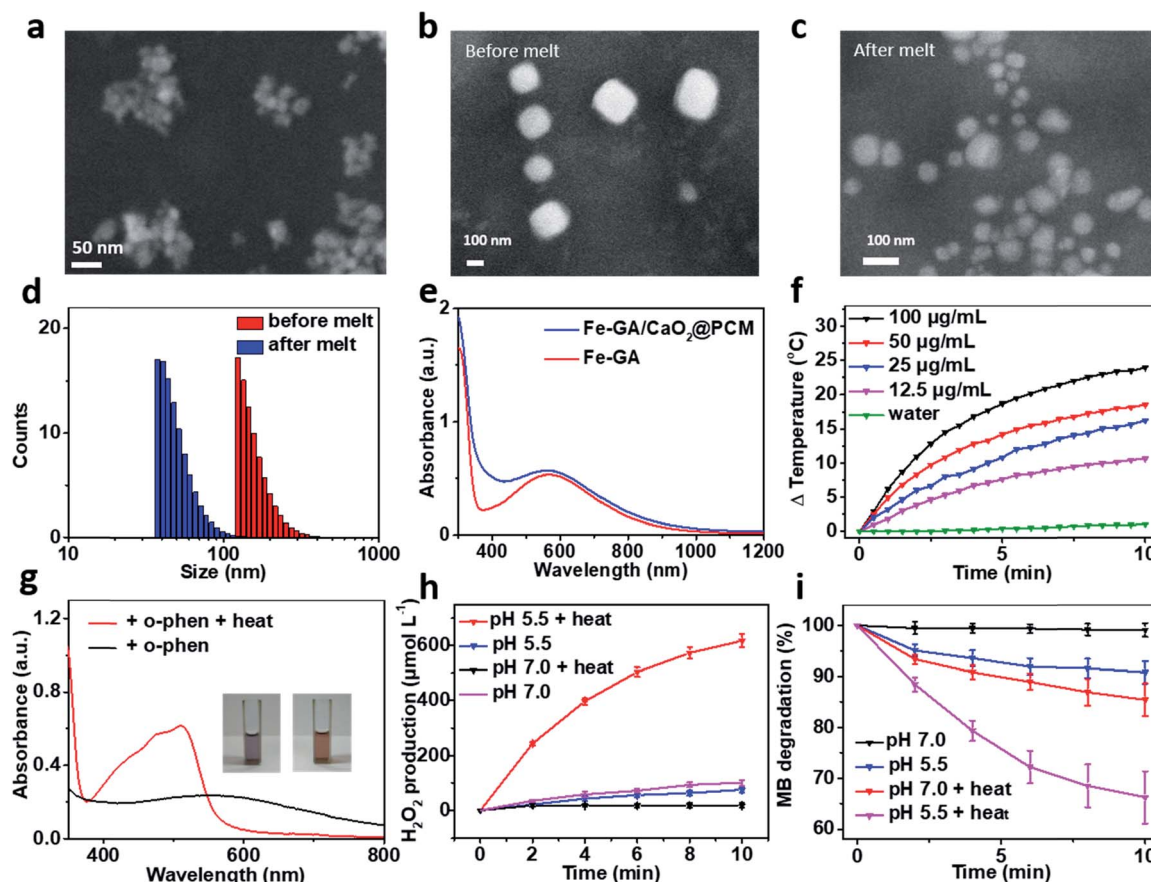 a
50 nm
b
Before melt
100 nm
c
After melt
100 nm
d
20
10
0
Counts
before melt
after melt
10
100
1000
Size (nm)
e
2
1
0
Absorbance (a.u.)
Fe-GA/CaO₂@PCM
Fe-GA
400
600
800
1000
1200
Wavelength (nm)
f
30
25
20
15
10
5
0
Δ Temperature (°C)
100 μg/mL
50 μg/mL
25 μg/mL
12.5 μg/mL
water
0
5
10
Time (min)
g
1.2
0.8
0.4
0.0
Absorbance (a.u.)
+ o-phen + heat
+ o-phen
400
600
800
Wavelength (nm)
h
600
400
200
0
H₂O₂ production (μmol L⁻¹)
pH 5.5 + heat
pH 5.5
pH 7.0 + heat
pH 7.0
0
2
4
6
8
10
Time (min)
i
100
90
80
70
60
MB degradation (%)
pH 7.0
pH 5.5
pH 7.0 + heat
pH 5.5 + heat
0
2
4
6
8
10
Time (min)